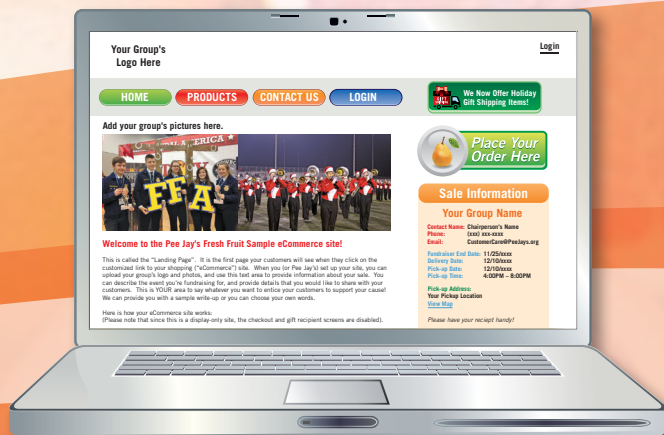 Your Group's
Logo Here
Login
HOME
PRODUCTS
CONTACT US
LOGIN
We Now Offer Holiday
Gift Shipping Items!
Add your group's pictures here.
FFA
Place Your
Order Here
Welcome to the Pee Jay's Fresh Fruit Sample eCommerce site!
This is called the "Landing Page". It is the first page your customers will see when they click on the
customized link to your shopping ("eCommerce") site. When you (or Pee Jay's) set up your site, you can
upload your group's logo and photos, and use this text area to provide information about your sale. You
can describe the event you're fundraising for, and provide details that you would like to share with your
customers. This is YOUR area to say whatever you want to entice your customers to support your cause!
We can provide you with a sample write-up or you can choose your own words.
Here is how your eCommerce site works:
(Please note that since this is a display-only site, the checkout and gift recipient screens are disabled).
Sale Information
Your Group Name
Contact Name: Chairperson's Name
Phone: (xxx) xxx-xxxx
Email: CustomerCare@PeeJays.org
Fundraiser End Date: 11/25/xxxx
Delivery Date: 12/10/xxxx
Pick-up Date: 12/10/xxxx
Pick-up Time: 4:00PM – 8:00PM
Pick-up Address:
Your Pickup Location
View Map
Please have your reciept handy!